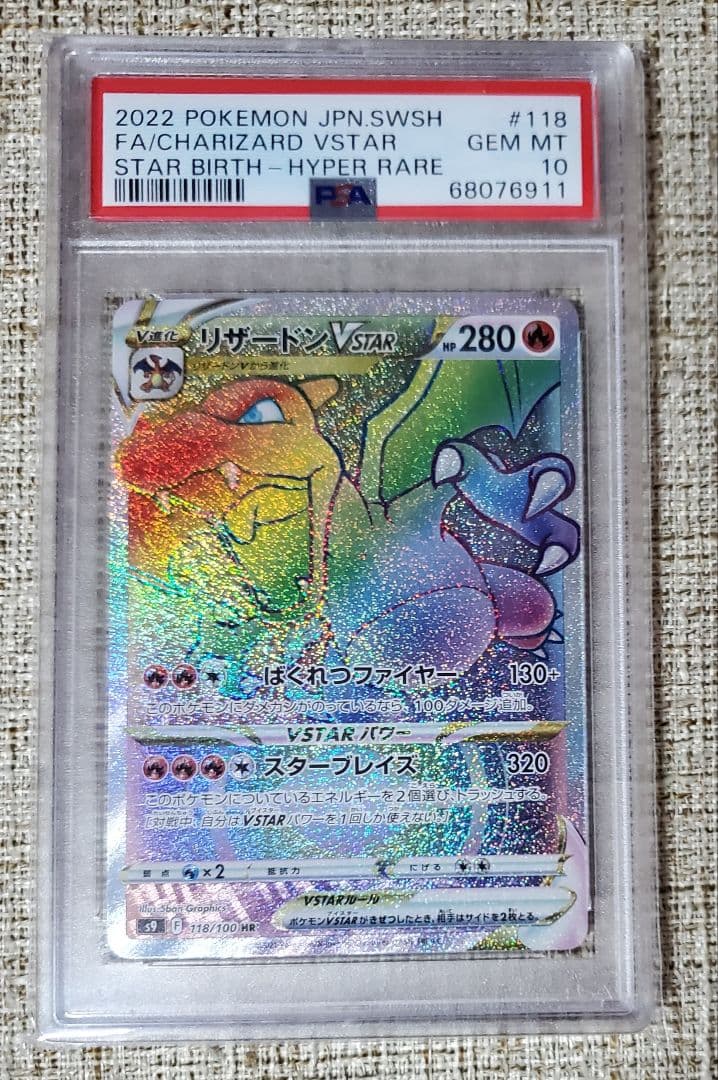 2022 POKEMON JPN.SWSH #118
FA/CHARIZARD VSTAR GEM MT
STAR BIRTH-HYPER RARE 10
PSA 68076911
V進化 リザードンVSTAR HP 280
リザードンVから進化
ばくれつファイヤー 130+
このポケモンにダメカンがのっているなら、100ダメージ追加。
VSTARパワー
スターブレイズ 320
このポケモンについているエネルギーを2個選び、トラッシュする。
[対戦中、自分はVSTARパワーを1回しか使えない。]
弱点 ×2 抵抗力 にげる
VSTARルール
Illus. 5ban Graphics
ポケモンVSTARがきぜつしたとき、相手はサイドを2枚とる。
s9 F 118/100 HR